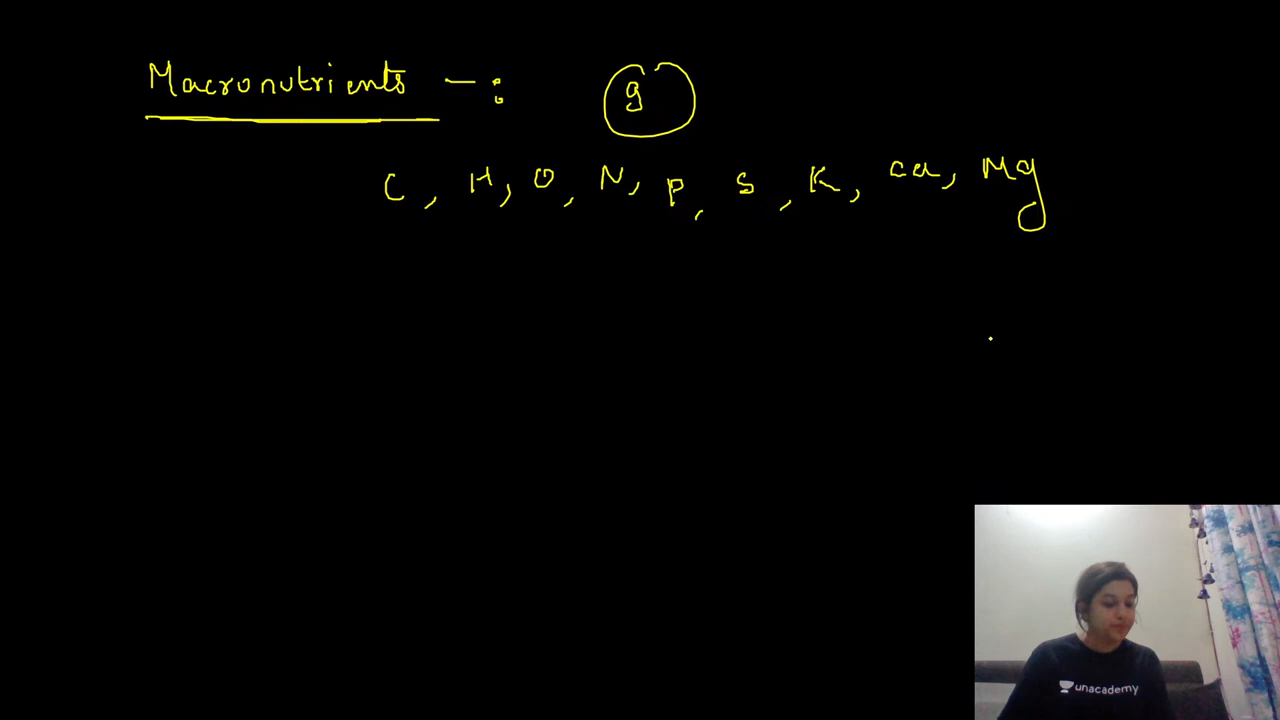 Macronutrients - : 9
C, H, O, N, P, S, K, Ca, Mg
unacademy